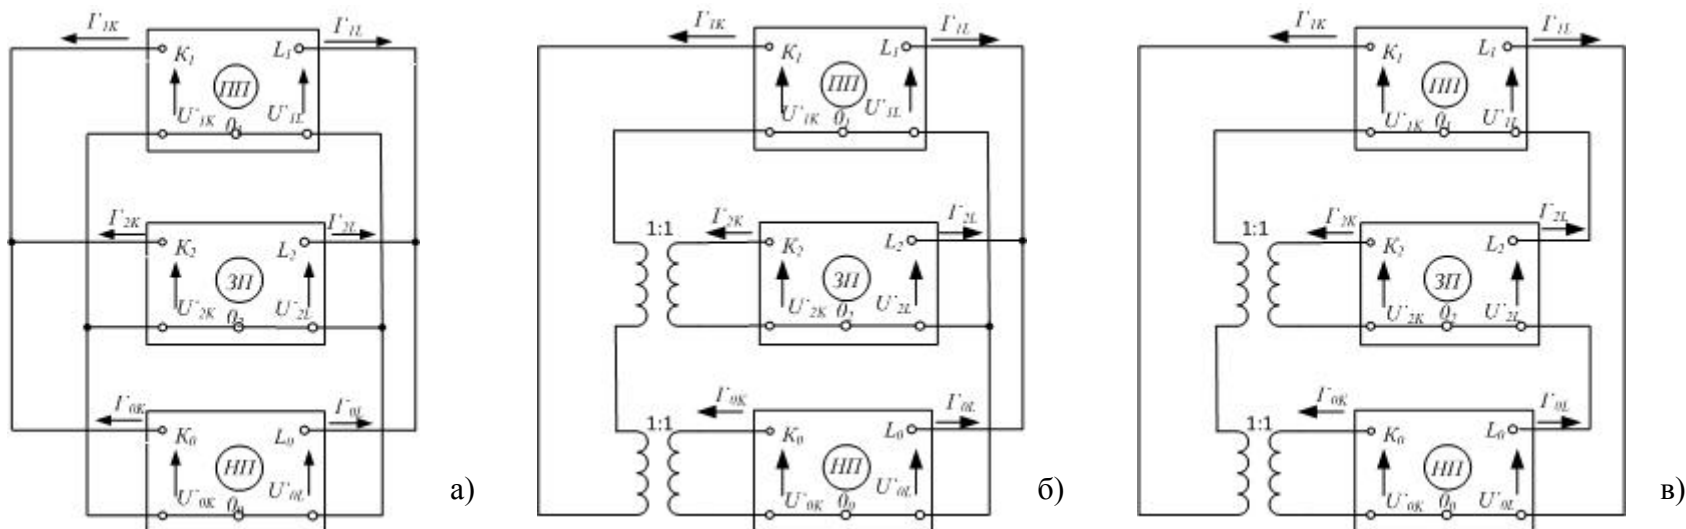 I'1K I'1L
K1 L1
ПП
U'1K 01 U'1L
I'2K I'2L
K2 L2
ЗП
U'2K 02 U'2L
I'0K I'0L
K0 L0
НП
U'0K 00 U'0L
а)
I'1K I'1L
K1 L1
ПП
U'1K 01 U'1L
1:1 I'2K I'2L
K2 L2
ЗП
U'2K 02 U'2L
1:1 I'0K I'0L
K0 L0
НП
U'0K 00 U'0L
б)
I'1K I'1L
K1 L1
ПП
U'1K 01 U'1L
1:1 I'2K I'2L
K2 L2
ЗП
U'2K 02 U'2L
1:1 I'0K I'0L
K0 L0
НП
U'0K 00 U'0L
в)